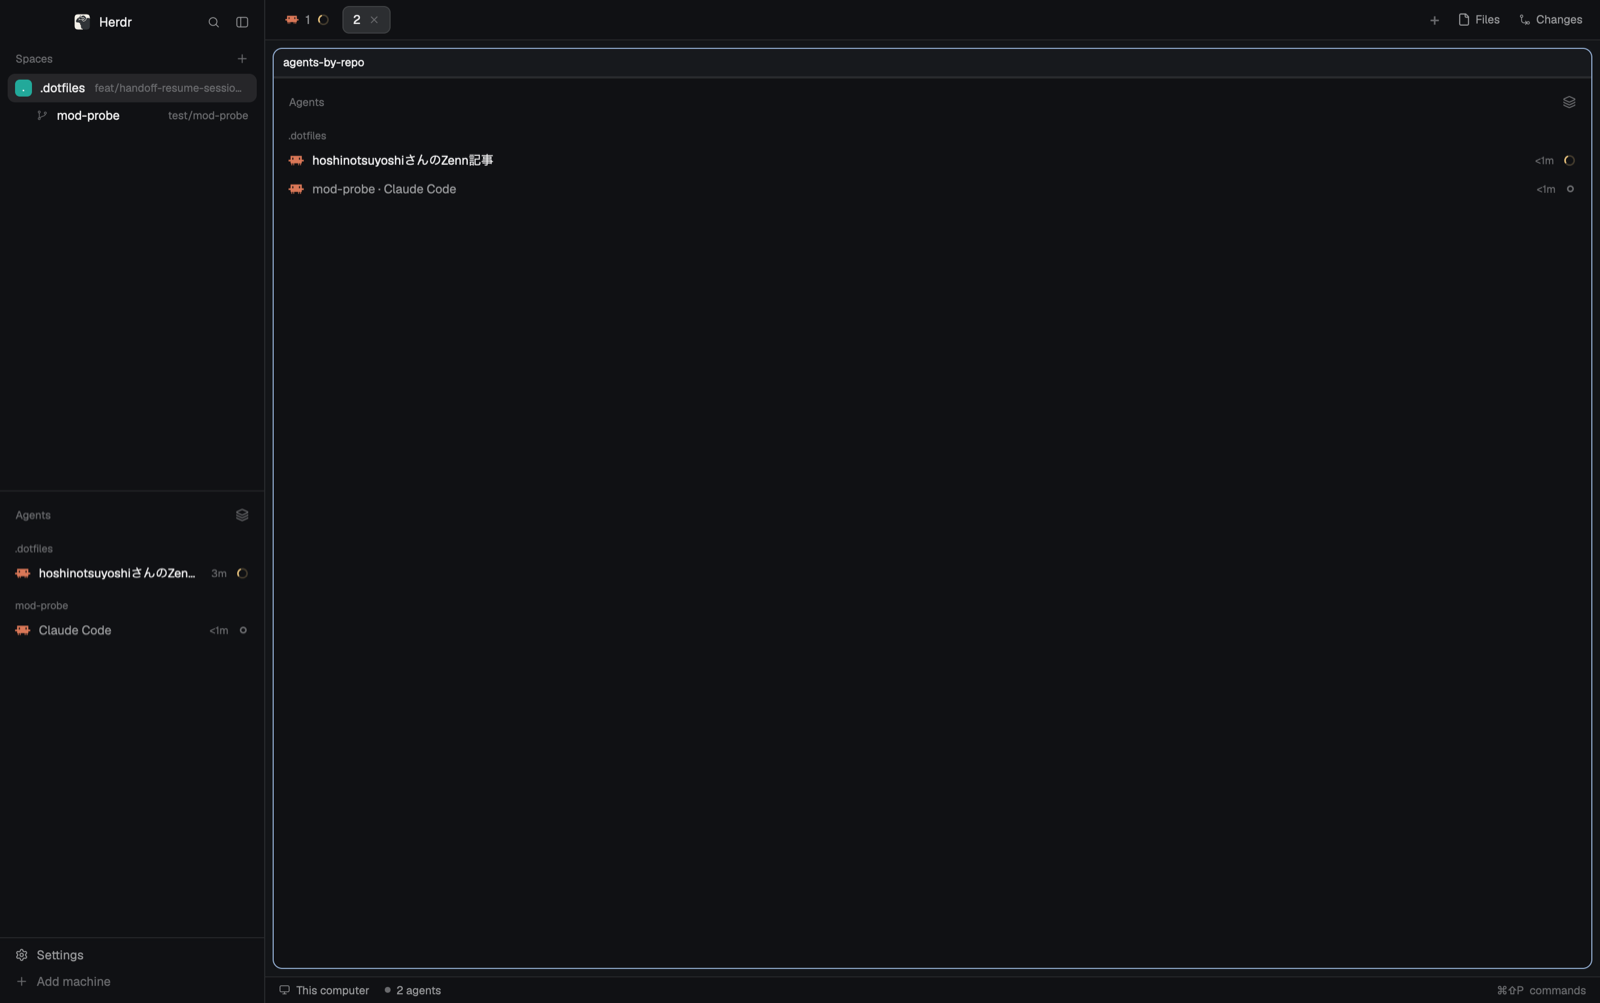 Herdr
Spaces
. .dotfiles feat/handoff-resume-sessio...
mod-probe test/mod-probe
Agents
.dotfiles
hoshinotsuyoshiさんのZen... 3m
mod-probe
Claude Code <1m
Settings
Add machine
1 2
Files Changes
agents-by-repo
Agents
.dotfiles
hoshinotsuyoshiさんのZenn記事 <1m
mod-probe · Claude Code <1m
This computer 2 agents
⌘⇧P commands